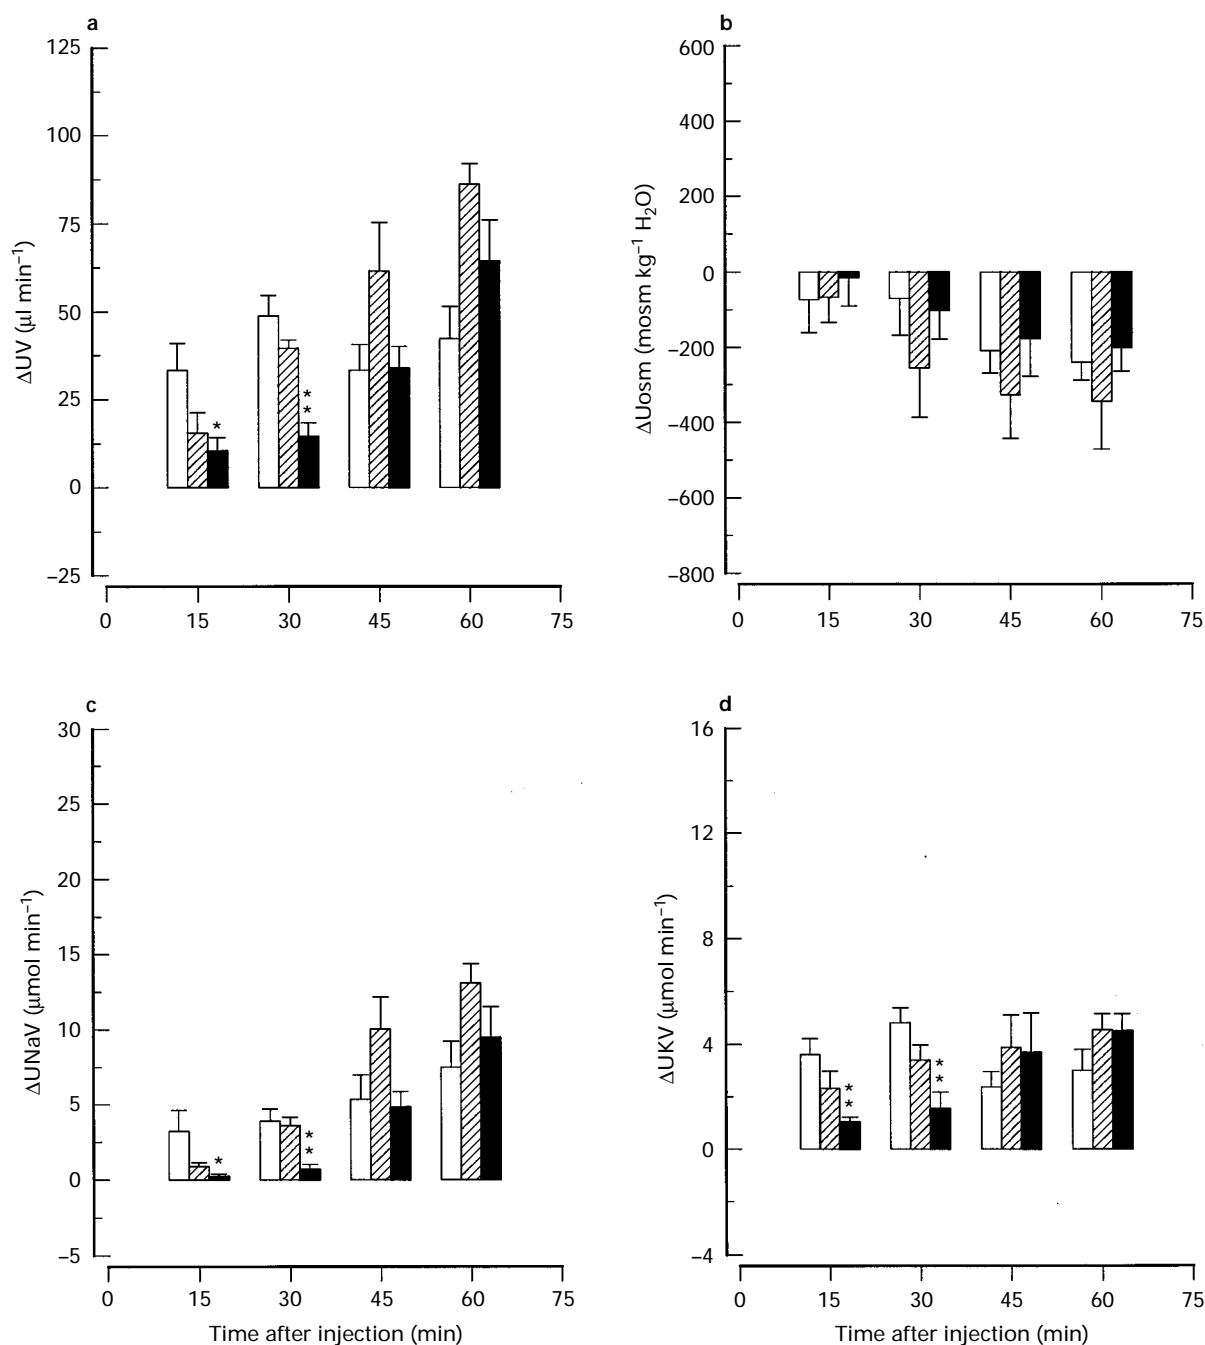 a
125
100
75
50
25
0
−25
ΔUV (μl min⁻¹)
*
*
*
0 15 30 45 60 75
b
600
400
200
0
−200
−400
−600
−800
ΔUosm (mosm kg⁻¹ H₂O)
0 15 30 45 60 75
c
30
25
20
15
10
5
0
−5
ΔUNaV (μmol min⁻¹)
*
*
*
0 15 30 45 60 75
Time after injection (min)
d
16
12
8
4
0
−4
ΔUKV (μmol min⁻¹)
*
*
*
*
0 15 30 45 60 75
Time after injection (min)